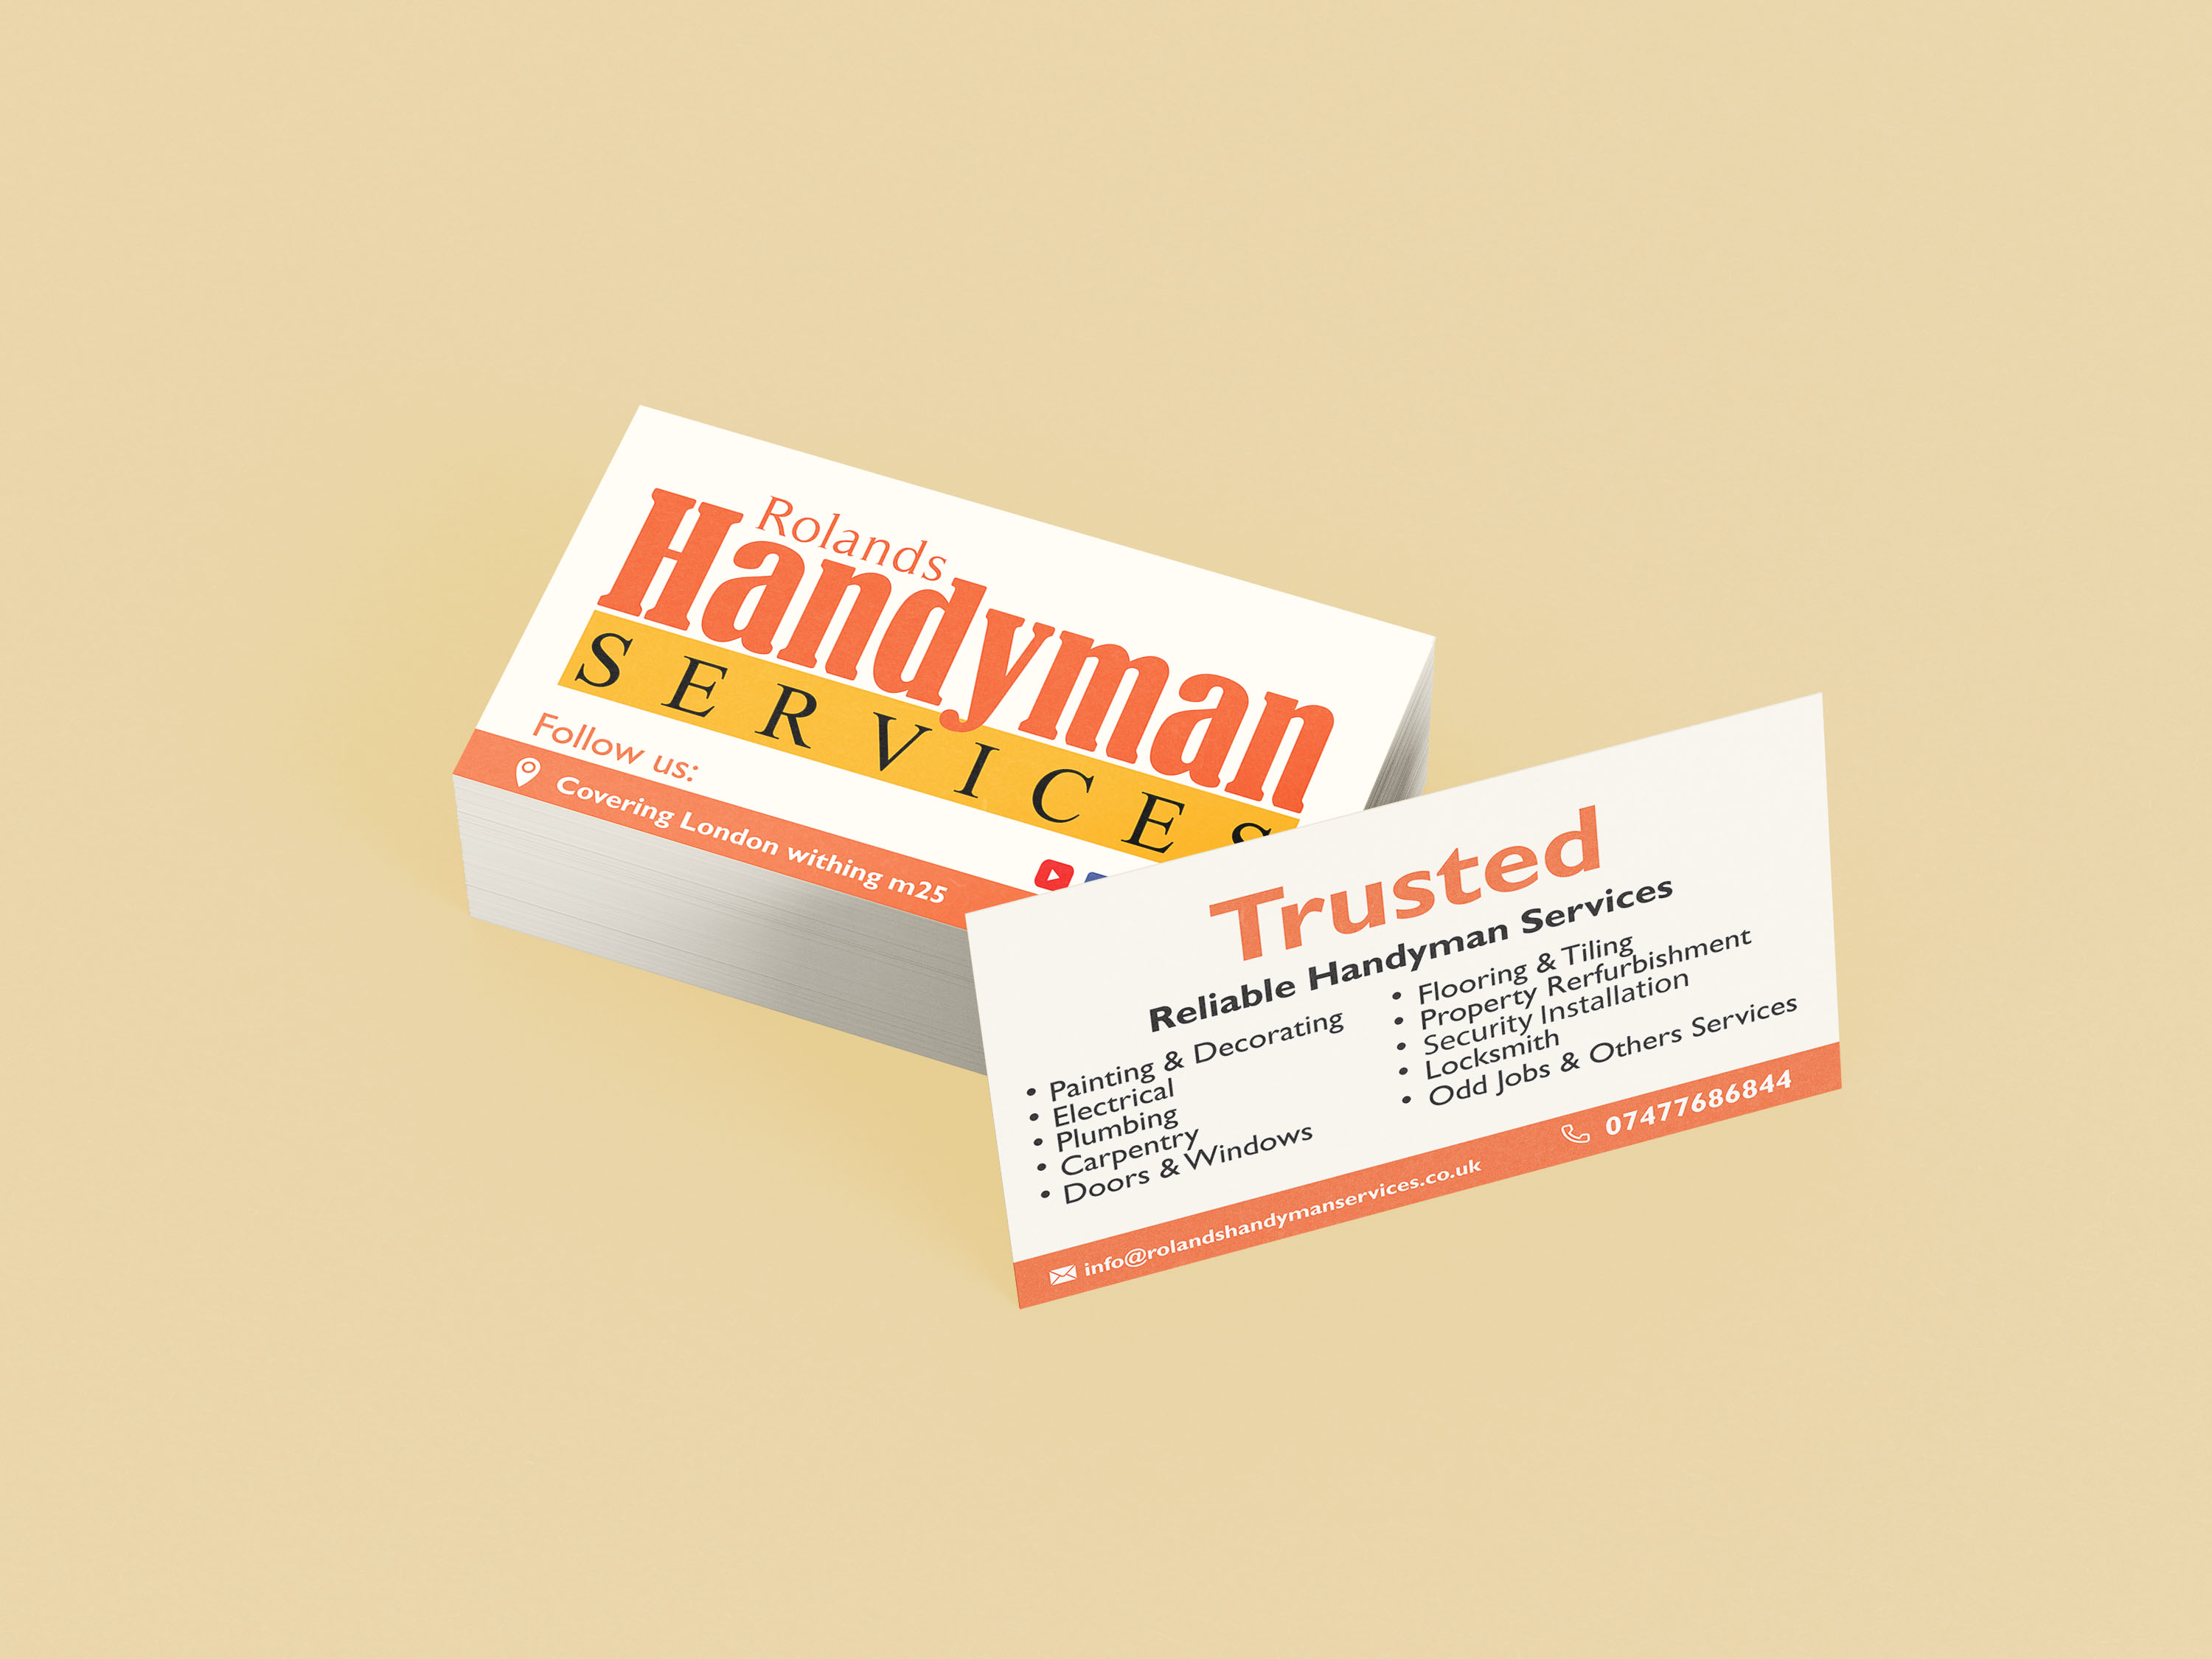 Rolands
Handyman
SERVICES
Follow us:
Covering London withing m25
Trusted
Reliable Handyman Services
• Painting & Decorating
• Electrical
• Plumbing
• Carpentry
• Doors & Windows
• Flooring & Tiling
• Property Rerfurbishment
• Security Installation
• Locksmith
• Odd Jobs & Others Services
info@rolandshandymanservices.co.uk
07477686844